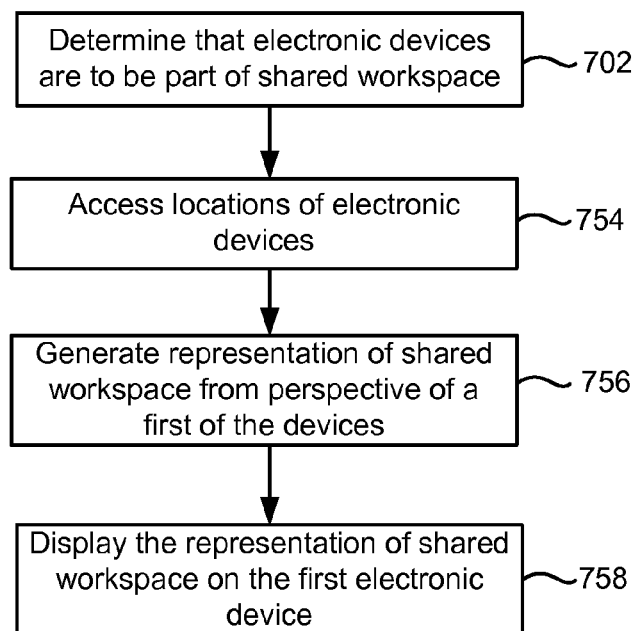 Determine that electronic devices
are to be part of shared workspace
702
Access locations of electronic
devices
754
Generate representation of shared
workspace from perspective of a
first of the devices
756
Display the representation of shared
workspace on the first electronic
device
758